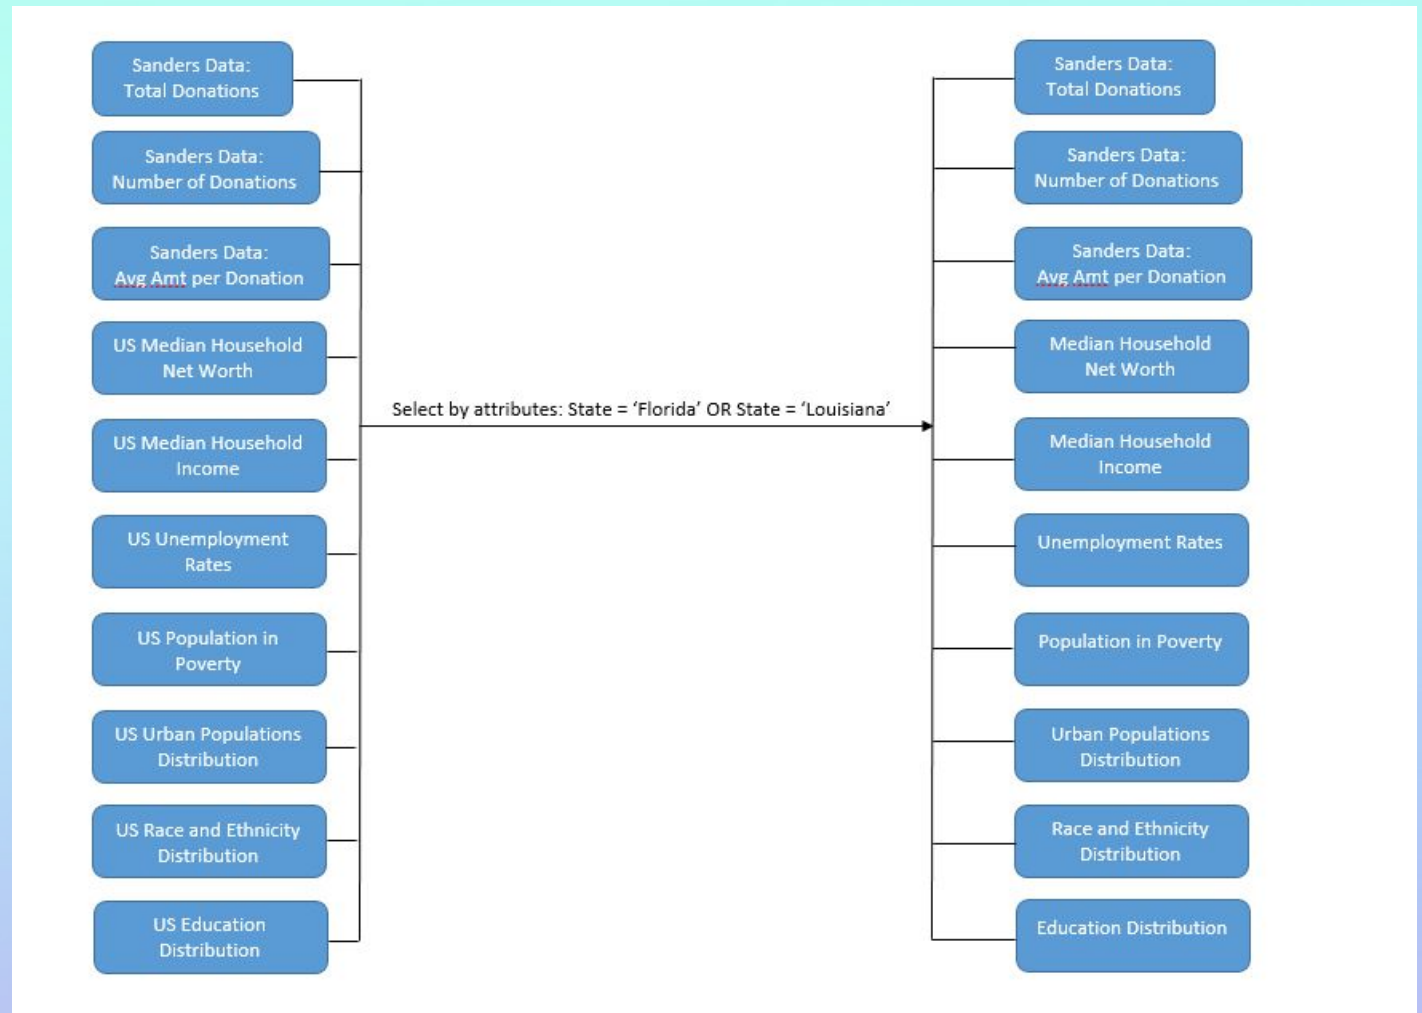 Sanders Data:
Total Donations
Sanders Data:
Number of Donations
Sanders Data:
Avg Amt per Donation
US Median Household
Net Worth
US Median Household
Income
US Unemployment
Rates
US Population in
Poverty
US Urban Populations
Distribution
US Race and Ethnicity
Distribution
US Education
Distribution
Select by attributes: State = ‘Florida’ OR State = ‘Louisiana’
Sanders Data:
Total Donations
Sanders Data:
Number of Donations
Sanders Data:
Avg Amt per Donation
Median Household
Net Worth
Median Household
Income
Unemployment Rates
Population in Poverty
Urban Populations
Distribution
Race and Ethnicity
Distribution
Education Distribution